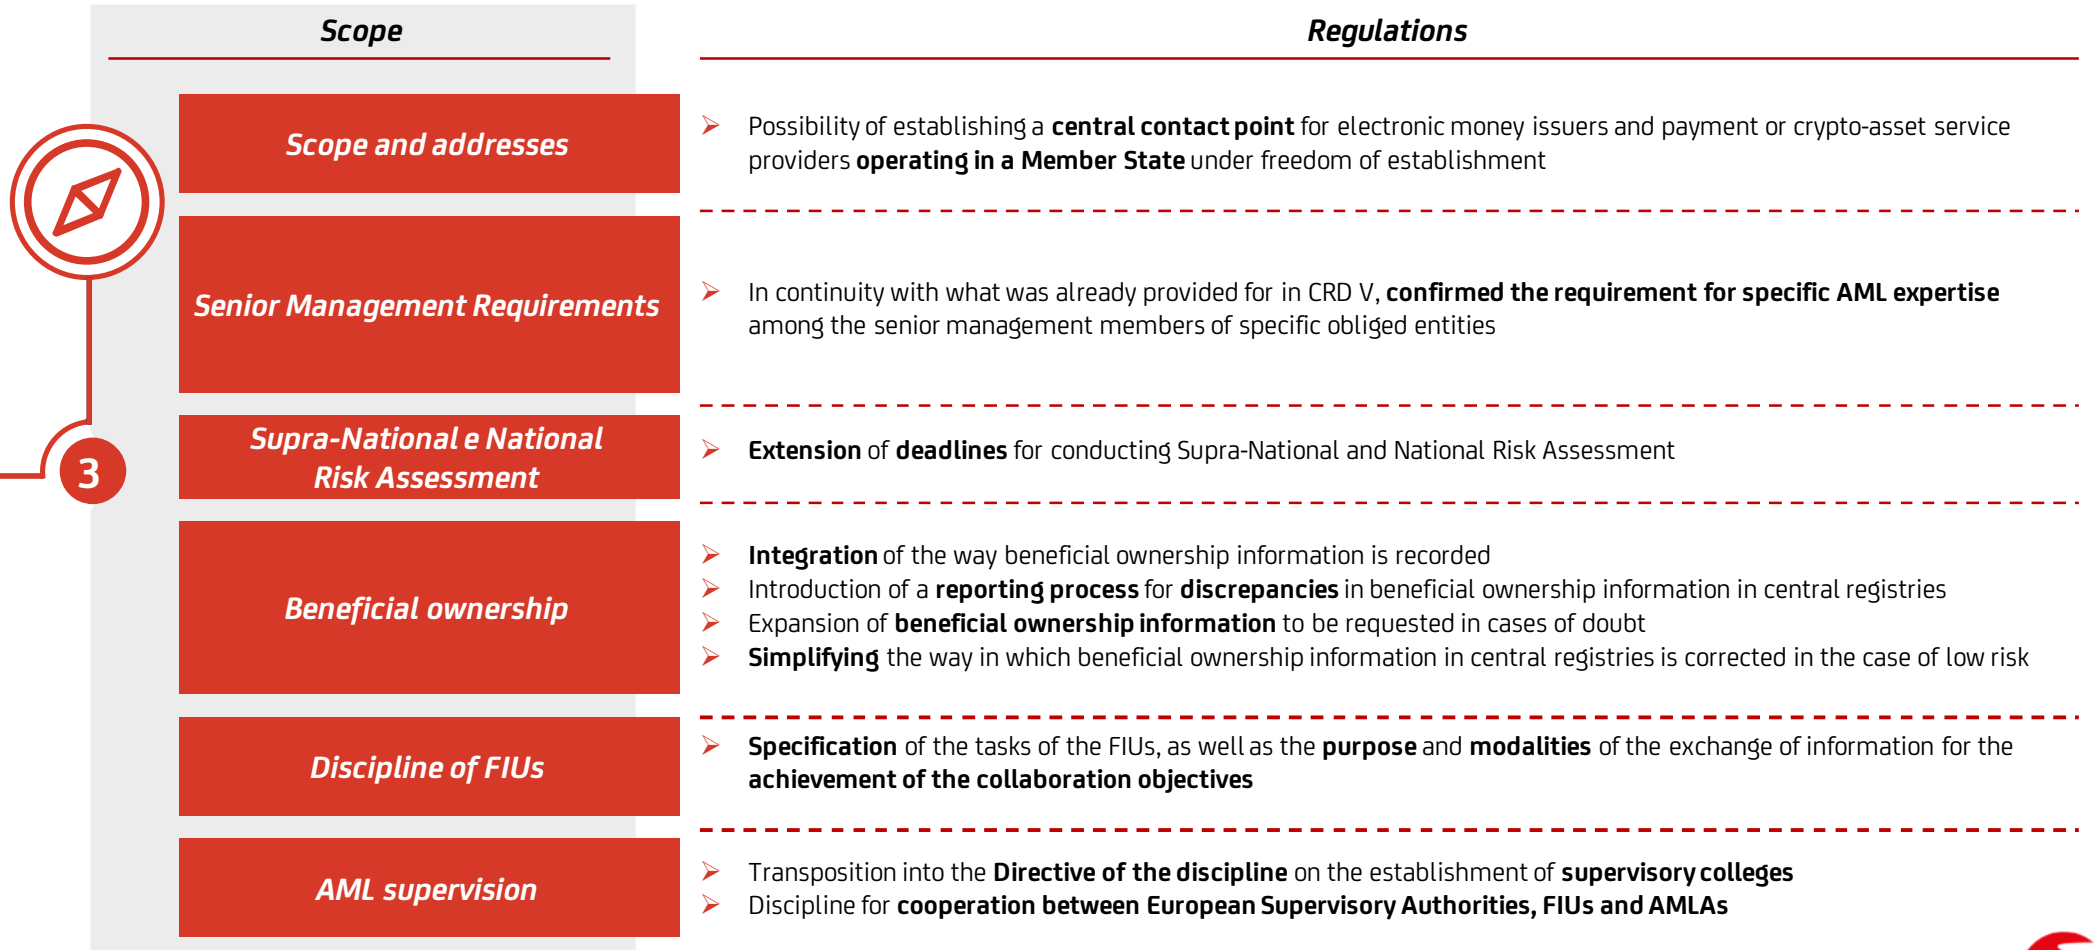 Scope
Regulations
Scope and addresses
➢ Possibility of establishing a central contact point for electronic money issuers and payment or crypto-asset service
providers operating in a Member State under freedom of establishment
Senior Management Requirements
➢ In continuity with what was already provided for in CRD V, confirmed the requirement for specific AML expertise
among the senior management members of specific obliged entities
3
Supra-National e National
Risk Assessment
➢ Extension of deadlines for conducting Supra-National and National Risk Assessment
Beneficial ownership
➢ Integration of the way beneficial ownership information is recorded
➢ Introduction of a reporting process for discrepancies in beneficial ownership information in central registries
➢ Expansion of beneficial ownership information to be requested in cases of doubt
➢ Simplifying the way in which beneficial ownership information in central registries is corrected in the case of low risk
Discipline of FIUs
➢ Specification of the tasks of the FIUs, as well as the purpose and modalities of the exchange of information for the
achievement of the collaboration objectives
AML supervision
➢ Transposition into the Directive of the discipline on the establishment of supervisory colleges
➢ Discipline for cooperation between European Supervisory Authorities, FIUs and AMLAs